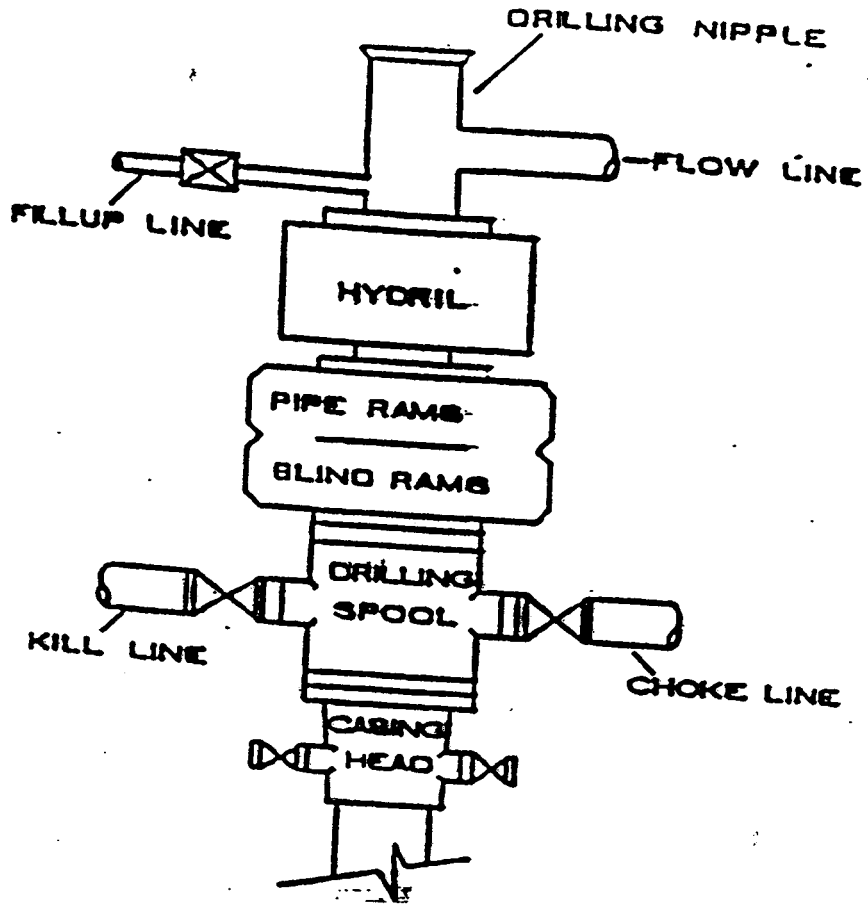 DRILLING NIPPLE
FLOW LINE
FILLUP LINE
HYDRIL
PIPE RAMS
BLIND RAMS
DRILLING
SPOOL
KILL LINE
CHOKE LINE
CASING
HEAD